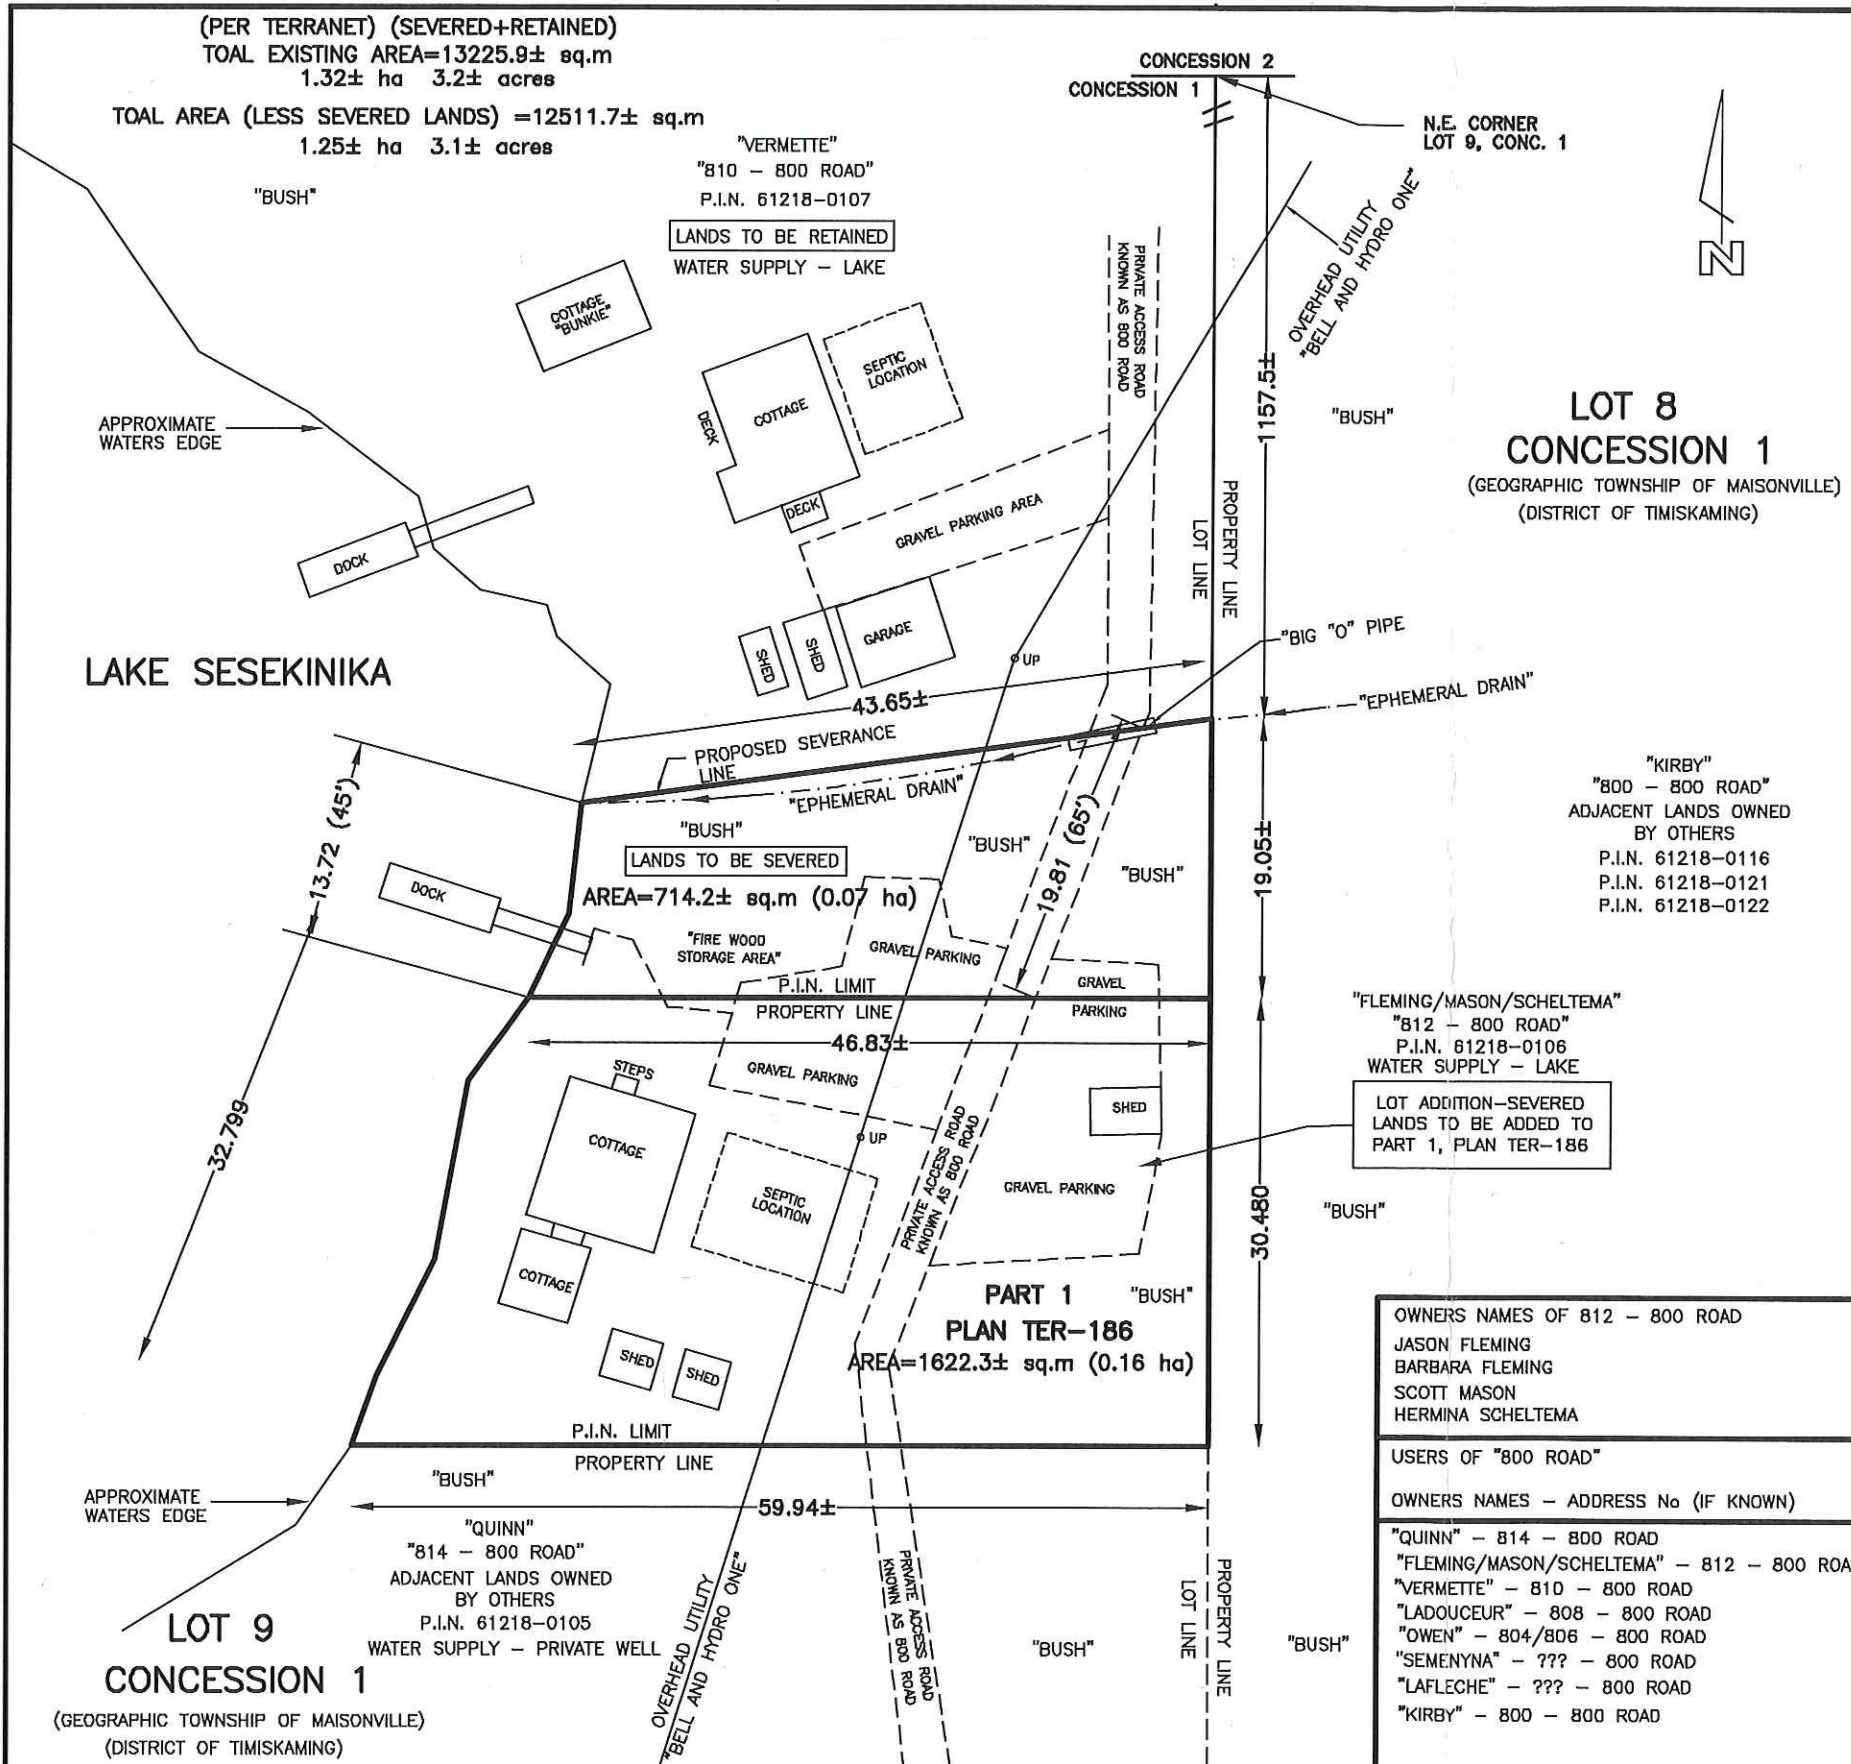 (PER TERRANET) (SEVERED+RETAINED)
TOAL EXISTING AREA=13225.9± sq.m
1.32± ha 3.2± acres
TOAL AREA (LESS SEVERED LANDS) =12511.7± sq.m
1.25± ha 3.1± acres
CONCESSION 2
CONCESSION 1
N.E. CORNER
LOT 9, CONC. 1
N
"BUSH"
"VERMETTE"
"810 – 800 ROAD"
P.I.N. 61218–0107
LANDS TO BE RETAINED
WATER SUPPLY – LAKE
PRIVATE ACCESS ROAD
KNOWN AS 800 ROAD
OVERHEAD UTILITY
"BELL AND HYDRO ONE"
1157.5±
COTTAGE
"BUNKIE"
SEPTIC
LOCATION
COTTAGE
DECK
DECK
"BUSH"
LOT 8
CONCESSION 1
(GEOGRAPHIC TOWNSHIP OF MAISONVILLE)
(DISTRICT OF TIMISKAMING)
APPROXIMATE
WATERS EDGE
DOCK
GRAVEL PARKING AREA
LOT LINE
PROPERTY LINE
GARAGE
SHED
SHED
UP
"BIG "O" PIPE
LAKE SESEKINIKA
43.65±
"EPHEMERAL DRAIN"
PROPOSED SEVERANCE
LINE
"EPHEMERAL DRAIN"
13.72 (45')
"BUSH"
LANDS TO BE SEVERED
AREA=714.2± sq.m (0.07 ha)
"BUSH"
19.81 (65')
"BUSH"
19.05±
"KIRBY"
"800 – 800 ROAD"
ADJACENT LANDS OWNED
BY OTHERS
P.I.N. 61218–0116
P.I.N. 61218–0121
P.I.N. 61218–0122
DOCK
"FIRE WOOD
STORAGE AREA"
GRAVEL PARKING
GRAVEL
PARKING
P.I.N. LIMIT
PROPERTY LINE
46.83±
"FLEMING/MASON/SCHELTEMA"
"812 – 800 ROAD"
P.I.N. 61218–0106
WATER SUPPLY – LAKE
LOT ADDITION–SEVERED
LANDS TO BE ADDED TO
PART 1, PLAN TER–186
STEPS
GRAVEL PARKING
SHED
32.799
COTTAGE
UP
PRIVATE ACCESS ROAD
KNOWN AS 800 ROAD
GRAVEL PARKING
SEPTIC
LOCATION
30.480
"BUSH"
COTTAGE
PART 1
PLAN TER–186
AREA=1622.3± sq.m (0.16 ha)
"BUSH"
SHED
SHED
P.I.N. LIMIT
PROPERTY LINE
"BUSH"
59.94±
APPROXIMATE
WATERS EDGE
"QUINN"
"814 – 800 ROAD"
ADJACENT LANDS OWNED
BY OTHERS
P.I.N. 61218–0105
WATER SUPPLY – PRIVATE WELL
OVERHEAD UTILITY
"BELL AND HYDRO ONE"
PRIVATE ACCESS ROAD
KNOWN AS 800 ROAD
"BUSH"
LOT LINE
PROPERTY LINE
"BUSH"
LOT 9
CONCESSION 1
(GEOGRAPHIC TOWNSHIP OF MAISONVILLE)
(DISTRICT OF TIMISKAMING)
OWNERS NAMES OF 812 – 800 ROAD
JASON FLEMING
BARBARA FLEMING
SCOTT MASON
HERMINA SCHELTEMA
USERS OF "800 ROAD"
OWNERS NAMES – ADDRESS No (IF KNOWN)
"QUINN" – 814 – 800 ROAD
"FLEMING/MASON/SCHELTEMA" – 812 – 800 ROA
"VERMETTE" – 810 – 800 ROAD
"LADOUCEUR" – 808 – 800 ROAD
"OWEN" – 804/806 – 800 ROAD
"SEMENYNA" – ??? – 800 ROAD
"LAFLECHE" – ??? – 800 ROAD
"KIRBY" – 800 – 800 ROAD